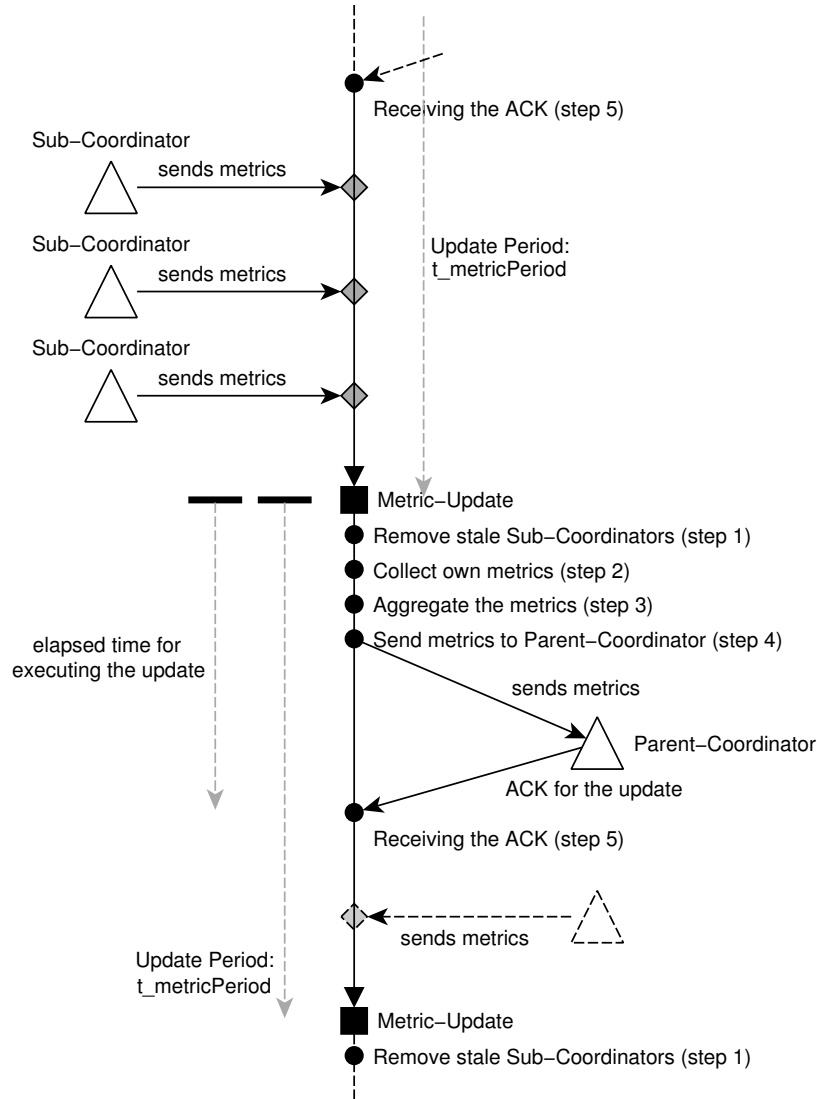 Receiving the ACK (step 5)
Sub−Coordinator
sends metrics
Sub−Coordinator
sends metrics
Update Period:
t_metricPeriod
Sub−Coordinator
sends metrics
Metric−Update
Remove stale Sub−Coordinators (step 1)
Collect own metrics (step 2)
Aggregate the metrics (step 3)
Send metrics to Parent−Coordinator (step 4)
elapsed time for
executing the update
sends metrics
Parent−Coordinator
ACK for the update
Receiving the ACK (step 5)
sends metrics
Update Period:
t_metricPeriod
Metric−Update
Remove stale Sub−Coordinators (step 1)